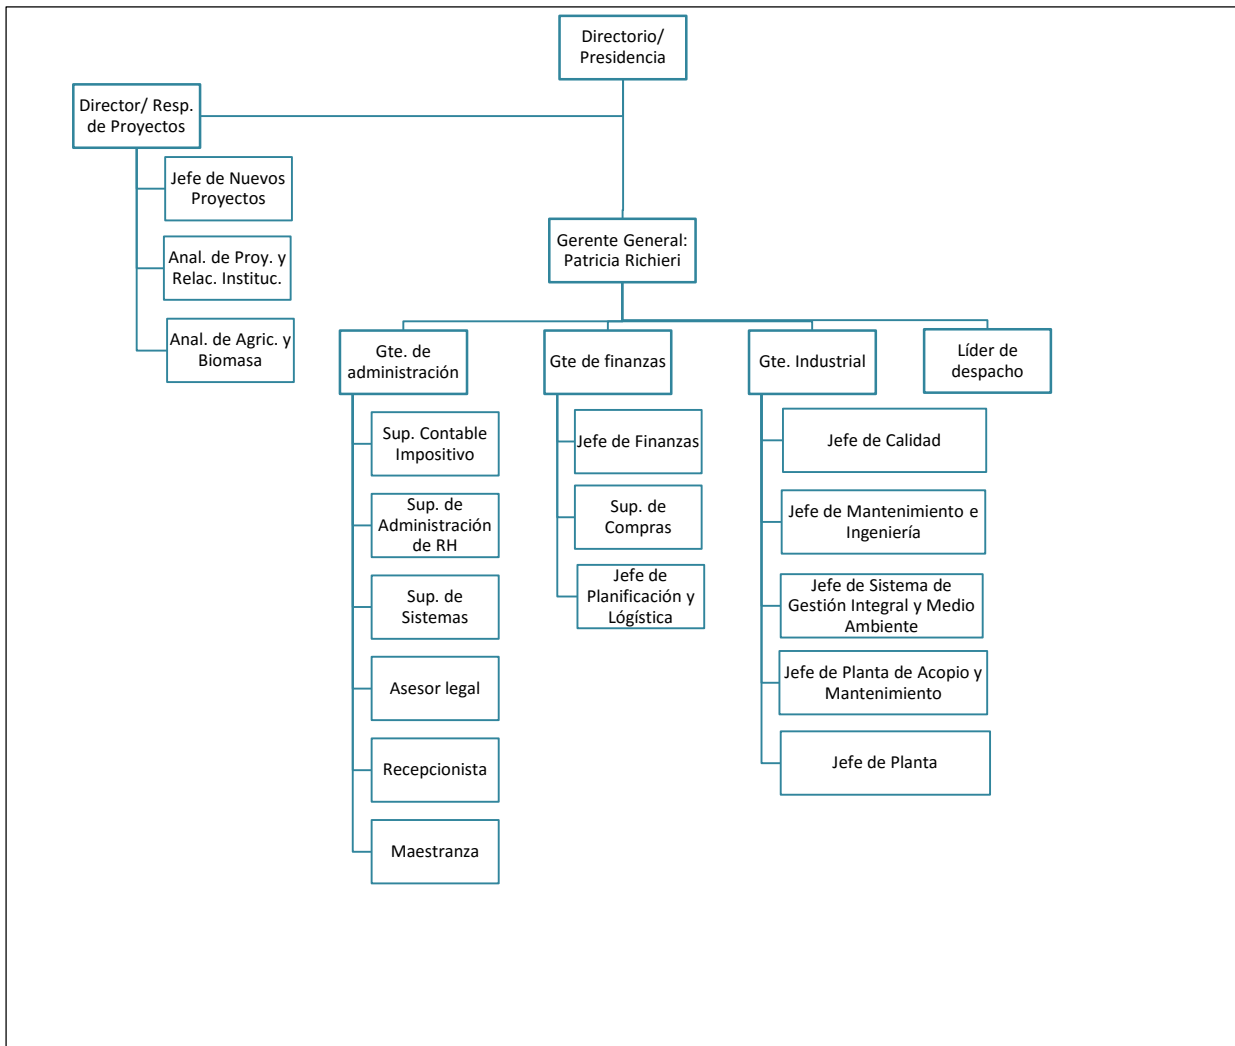 Directorio/
Presidencia
Director/ Resp.
de Proyectos
Jefe de Nuevos
Proyectos
Anal. de Proy. y
Relac. Instituc.
Anal. de Agric. y
Biomasa
Gerente General:
Patricia Richieri
Gte. de
administración
Sup. Contable
Impositivo
Sup. de
Administración
de RH
Sup. de
Sistemas
Asesor legal
Recepcionista
Maestranza
Gte de finanzas
Jefe de Finanzas
Sup. de
Compras
Jefe de
Planificación y
Lógística
Gte. Industrial
Jefe de Calidad
Jefe de Mantenimiento e
Ingeniería
Jefe de Sistema de
Gestión Integral y Medio
Ambiente
Jefe de Planta de Acopio y
Mantenimiento
Jefe de Planta
Líder de
despacho